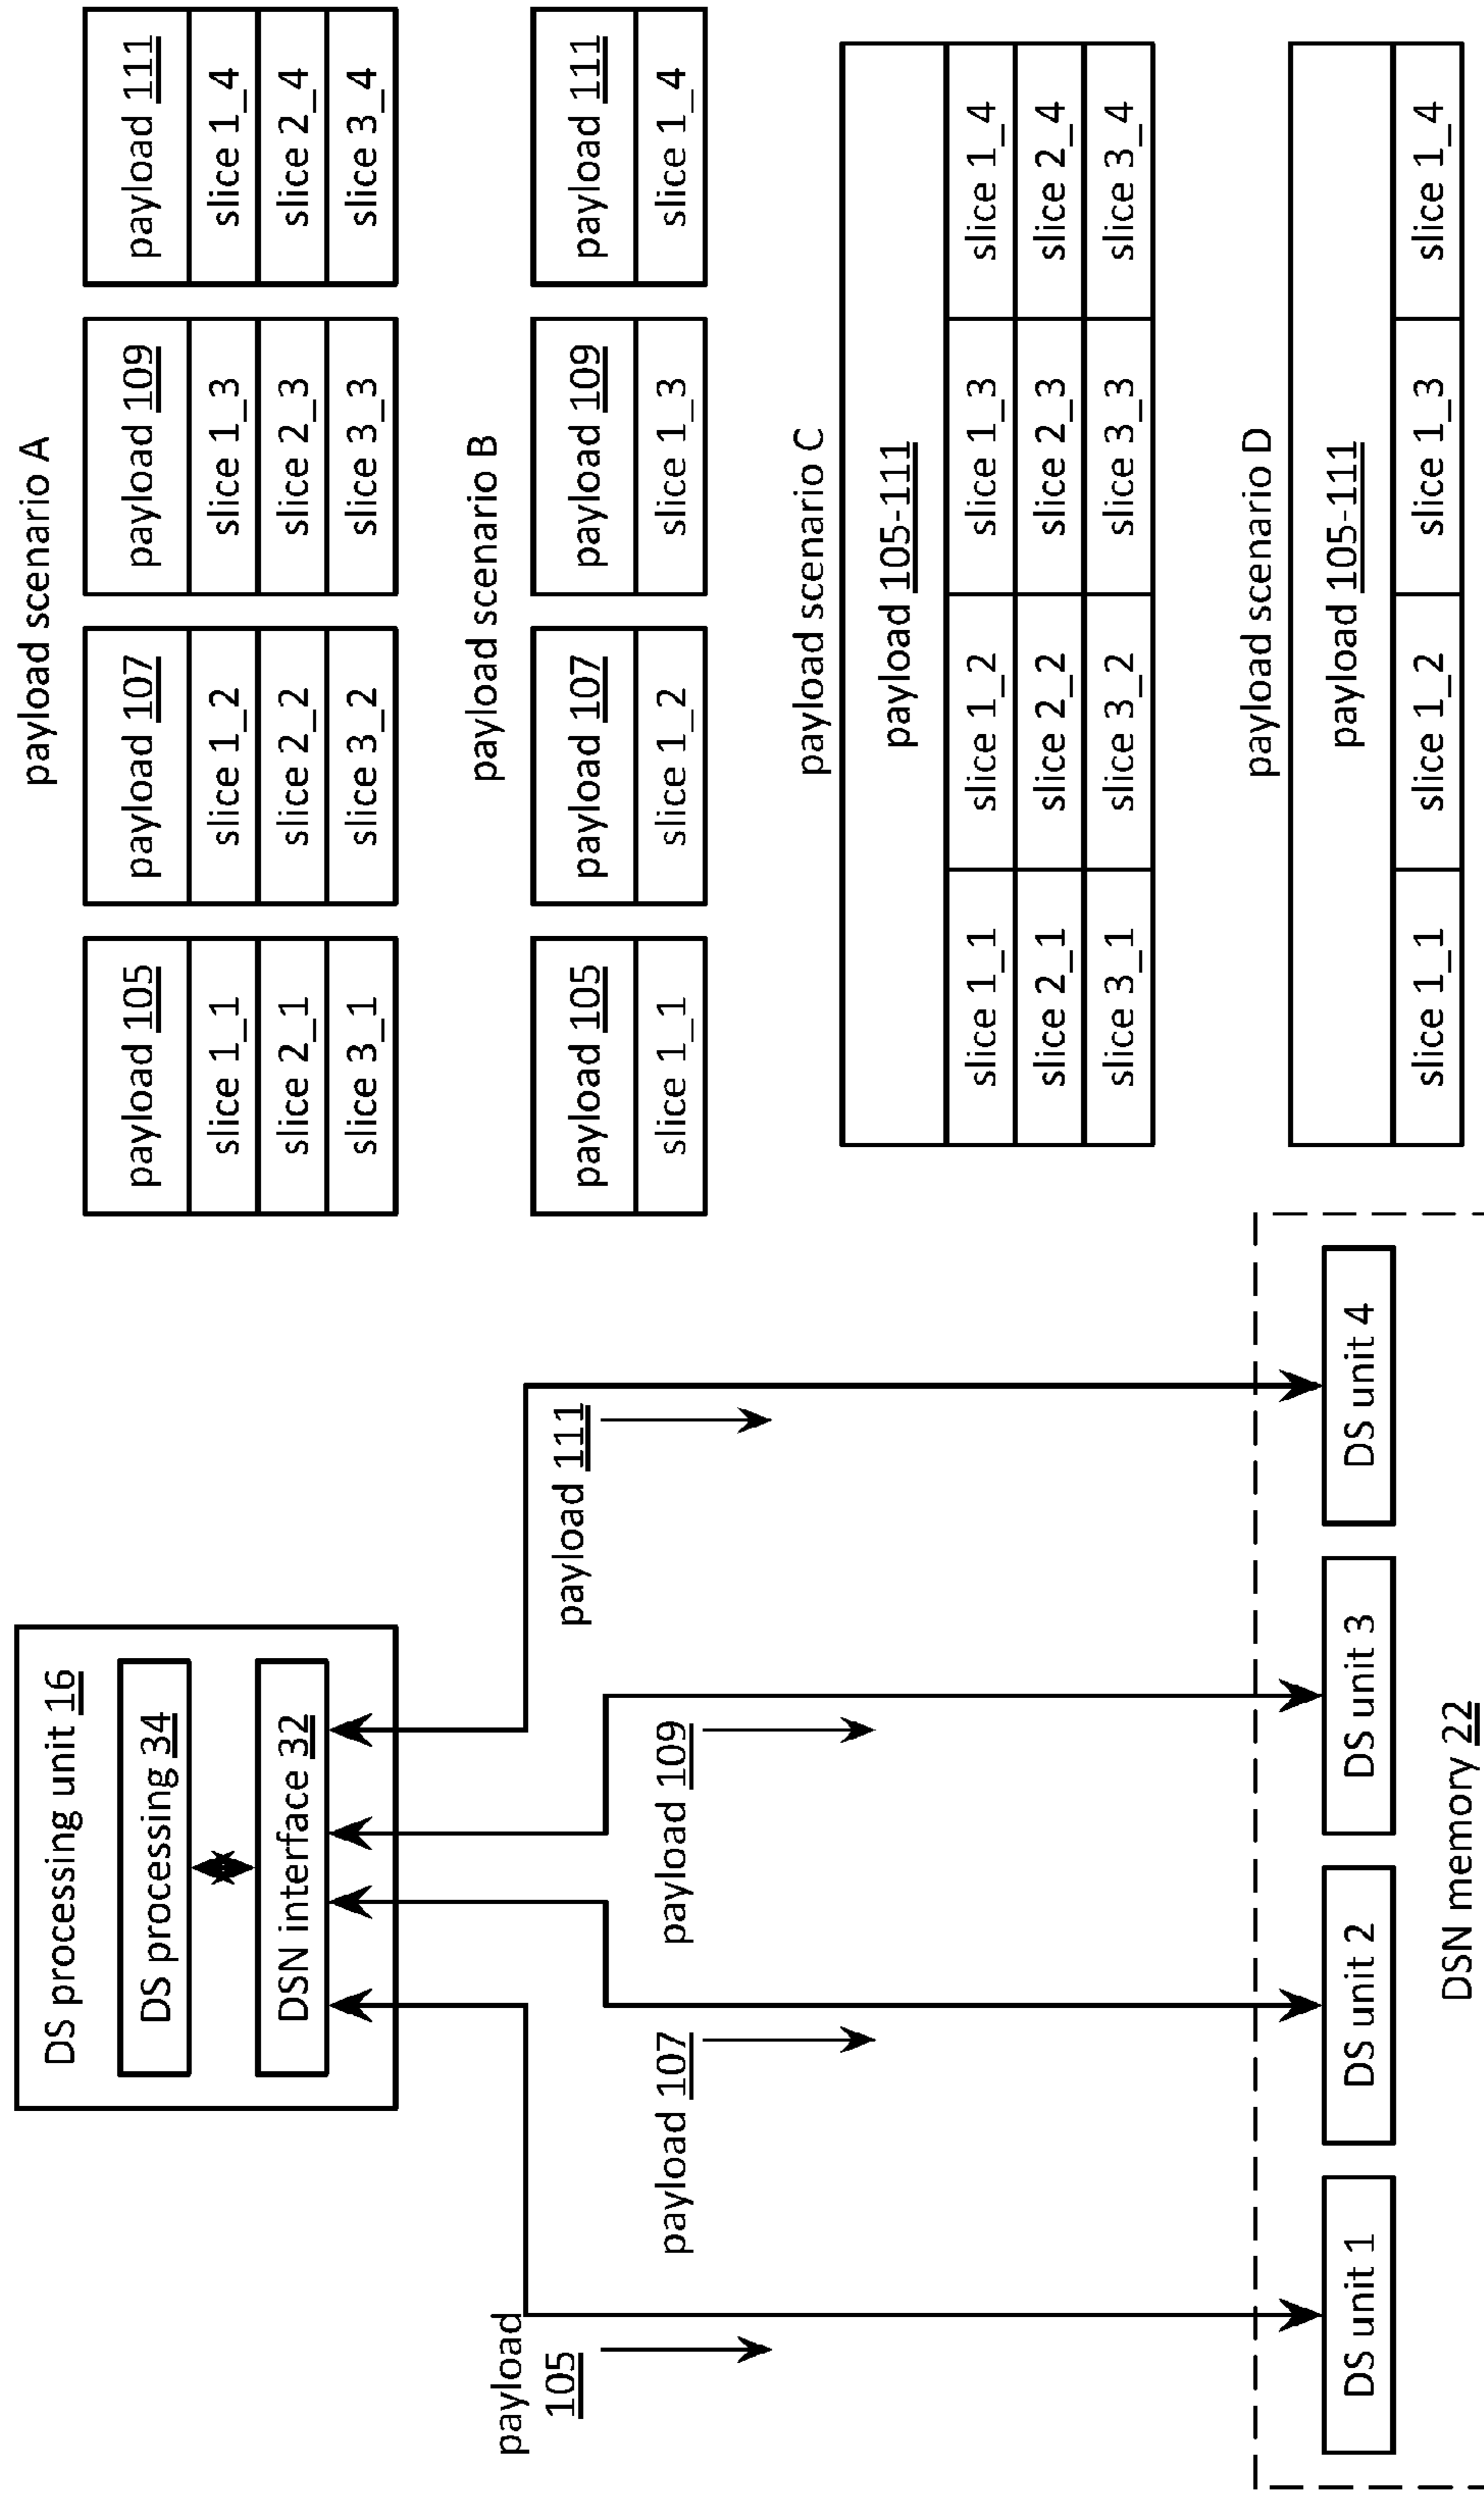 DS processing unit 16
DS processing 34
DSN interface 32
payload
105
payload 107
payload 109
payload 111
DS unit 1
DS unit 2
DS unit 3
DS unit 4
DSN memory 22
payload scenario A
payload 105
payload 107
payload 109
payload 111
slice 1_1
slice 1_2
slice 1_3
slice 1_4
slice 2_1
slice 2_2
slice 2_3
slice 2_4
slice 3_1
slice 3_2
slice 3_3
slice 3_4
payload scenario B
payload 105
payload 107
payload 109
payload 111
slice 1_1
slice 1_2
slice 1_3
slice 1_4
payload scenario C
payload 105-111
slice 1_1
slice 1_2
slice 1_3
slice 1_4
slice 2_1
slice 2_2
slice 2_3
slice 2_4
slice 3_1
slice 3_2
slice 3_3
slice 3_4
payload scenario D
payload 105-111
slice 1_1
slice 1_2
slice 1_3
slice 1_4